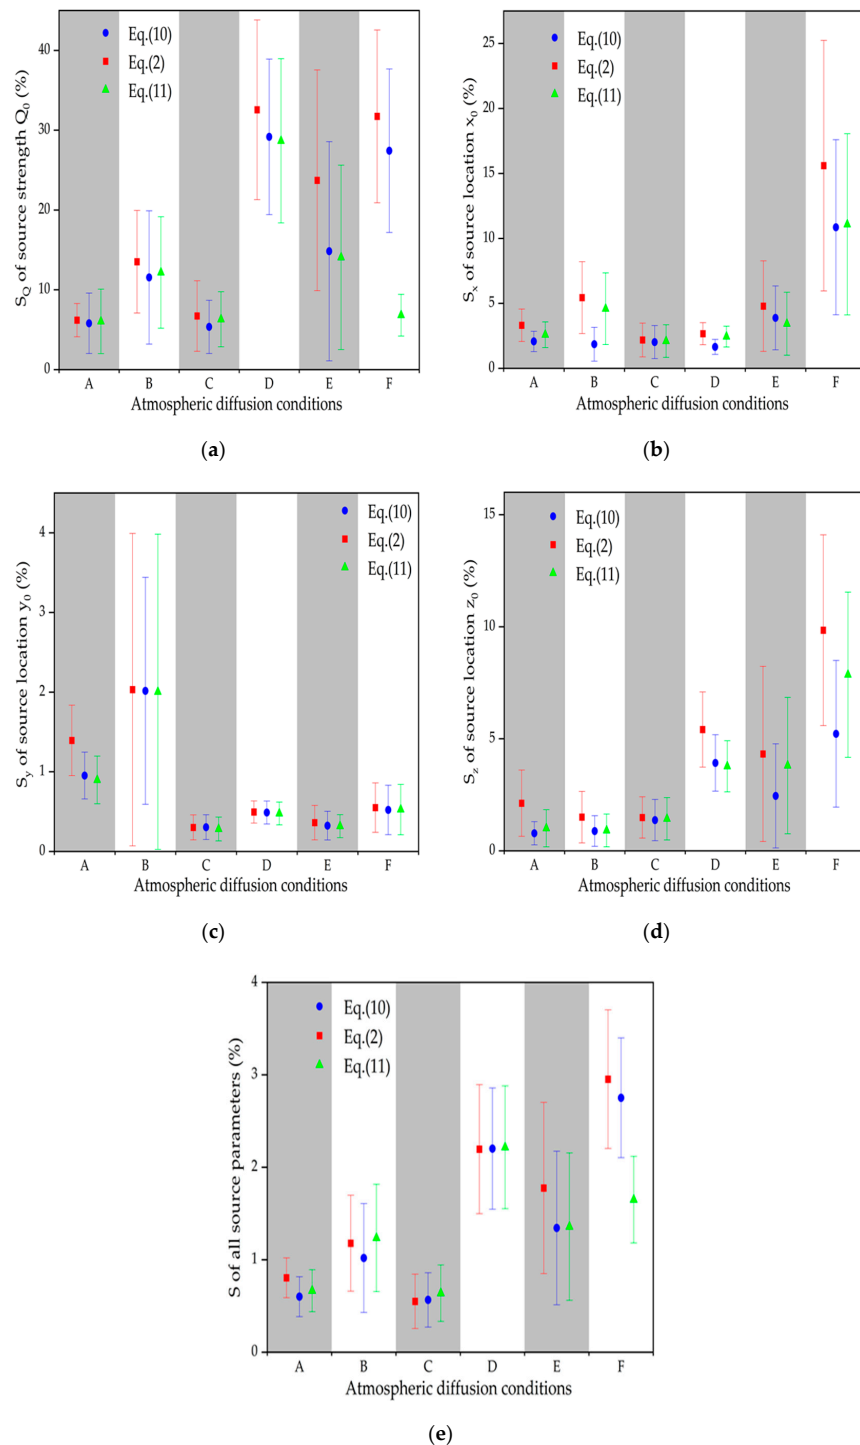 S_Q of source strength Q_0 (%)
40
30
20
10
0
Eq.(10)
Eq.(2)
Eq.(11)
A B C D E F
Atmospheric diffusion conditions
(a)
S_x of source location x_0 (%)
25
20
15
10
5
0
Eq.(10)
Eq.(2)
Eq.(11)
A B C D E F
Atmospheric diffusion conditions
(b)
S_y of source location y_0 (%)
4
3
2
1
0
Eq.(10)
Eq.(2)
Eq.(11)
A B C D E F
Atmospheric diffusion conditions
(c)
S_z of source location z_0 (%)
15
10
5
0
Eq.(10)
Eq.(2)
Eq.(11)
A B C D E F
Atmospheric diffusion conditions
(d)
S of all source parameters (%)
4
3
2
1
0
Eq.(10)
Eq.(2)
Eq.(11)
A B C D E F
Atmospheric diffusion conditions
(e)